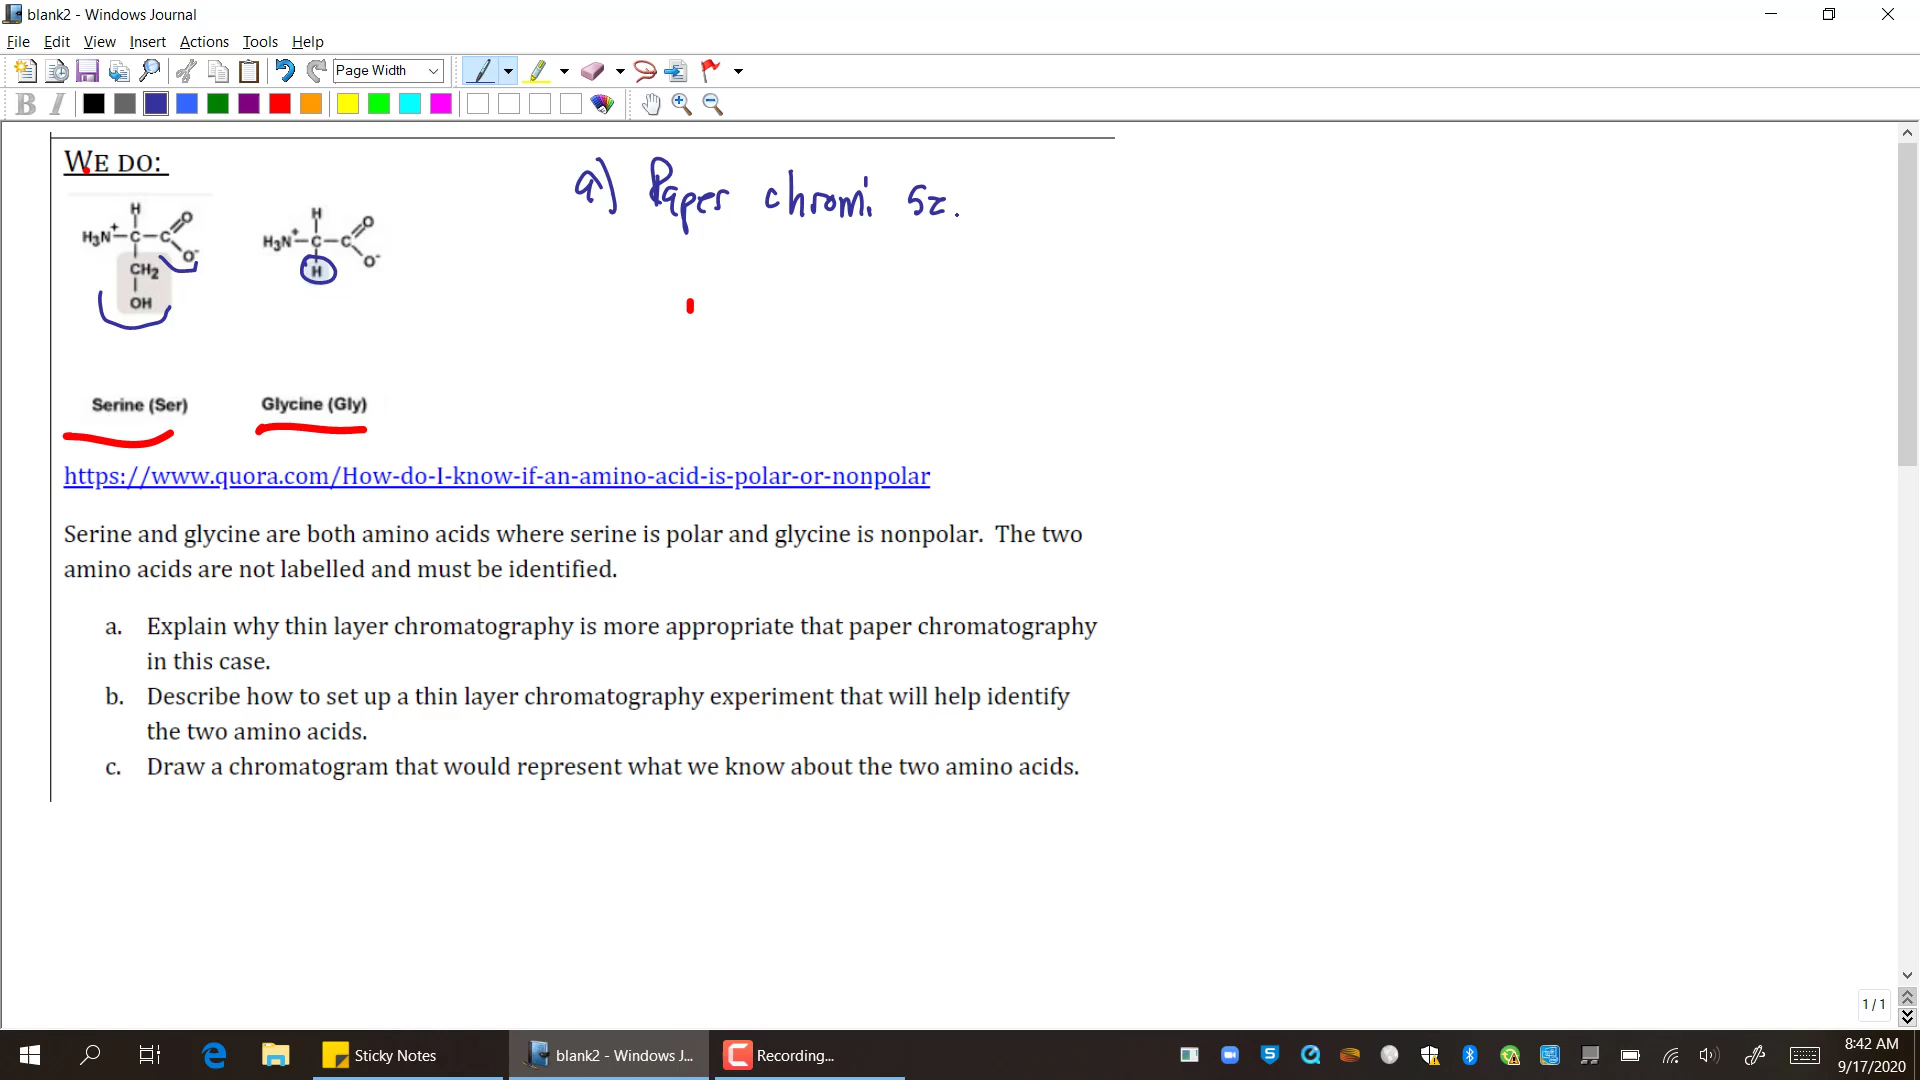 blank2 - Windows Journal
File Edit View Insert Actions Tools Help
Page Width
B I
WE DO:
a) Paper chrom:
H
H₃N⁺ C C O
O⁻
CH₂
OH
H
H₃N⁺ C C O
O⁻
H
Serine (Ser) Glycine (Gly)
https://www.quora.com/How-do-I-know-if-an-amino-acid-is-polar-or-nonpolar
Serine and glycine are both amino acids where serine is polar and glycine is nonpolar. The two
amino acids are not labelled and must be identified.
a. Explain why thin layer chromatography is more appropriate that paper chromatography
in this case.
b. Describe how to set up a thin layer chromatography experiment that will help identify
the two amino acids.
c. Draw a chromatogram that would represent what we know about the two amino acids.
1 / 1
Sticky Notes blank2 - Windows J... Recording... 8:42 AM
9/17/2020